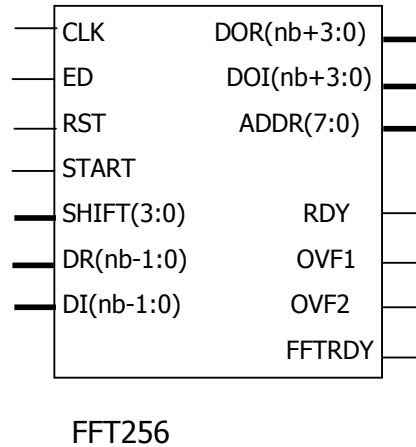 CLK
ED
RST
START
SHIFT(3:0)
DR(nb-1:0)
DI(nb-1:0)
DOR(nb+3:0)
DOI(nb+3:0)
ADDR(7:0)
RDY
OVF1
OVF2
FFTRDY
FFT256